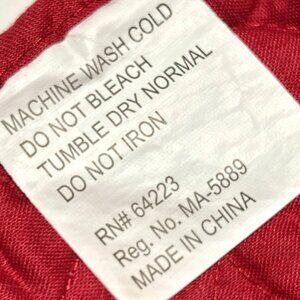 MACHINE WASH COLD
DO NOT BLEACH
TUMBLE DRY NORMAL
DO NOT IRON
RN# 64223
Reg. No. MA-5889
MADE IN CHINA